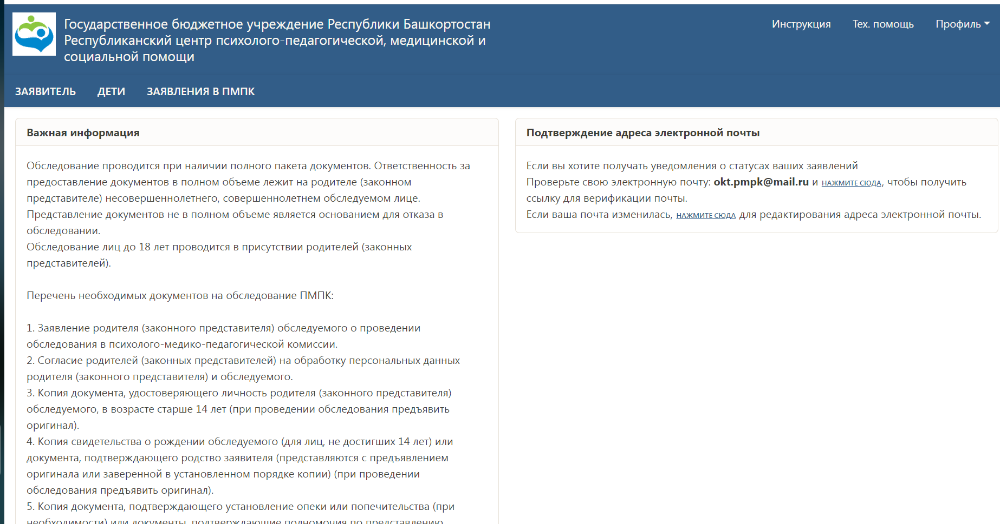 Государственное бюджетное учреждение Республики Башкортостан
Республиканский центр психолого-педагогической, медицинской и
социальной помощи
Инструкция
Тех. помощь
Профиль
ЗАЯВИТЕЛЬ
ДЕТИ
ЗАЯВЛЕНИЯ В ПМПК
Важная информация
Обследование проводится при наличии полного пакета документов. Ответственность за
предоставление документов в полном объеме лежит на родителе (законном
представителе) несовершеннолетнего, совершеннолетнем обследуемом лице.
Представление документов не в полном объеме является основанием для отказа в
обследовании.
Обследование лиц до 18 лет проводится в присутствии родителей (законных
представителей).
Перечень необходимых документов на обследование ПМПК:
1. Заявление родителя (законного представителя) обследуемого о проведении
обследования в психолого-медико-педагогической комиссии.
2. Согласие родителей (законных представителей) на обработку персональных данных
родителя (законного представителя) и обследуемого.
3. Копия документа, удостоверяющего личность родителя (законного представителя)
обследуемого, в возрасте старше 14 лет (при проведении обследования предъявить
оригинал).
4. Копия свидетельства о рождении обследуемого (для лиц, не достигших 14 лет) или
документа, подтверждающего родство заявителя (представляются с предъявлением
оригинала или заверенной в установленном порядке копии) (при проведении
обследования предъявить оригинал).
5. Копия документа, подтверждающего установление опеки или попечительства (при
необходимости) или документы, подтверждающие полномочия по представлению
Подтверждение адреса электронной почты
Если вы хотите получать уведомления о статусах ваших заявлений
Проверьте свою электронную почту: okt.pmpk@mail.ru и НАЖМИТЕ СЮДА, чтобы получить
ссылку для верификации почты.
Если ваша почта изменилась, НАЖМИТЕ СЮДА для редактирования адреса электронной почты.